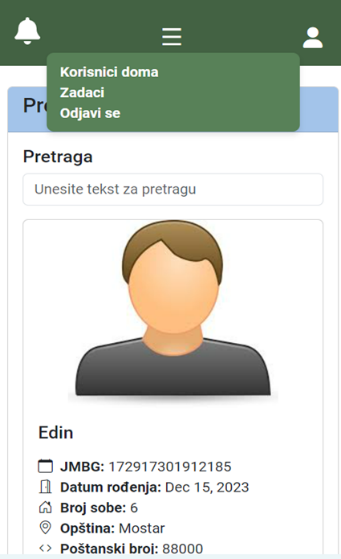 Korisnici doma
Zadaci
Odjavi se
Pretraga
Unesite tekst za pretragu
Edin
JMBG: 172917301912185
Datum rođenja: Dec 15, 2023
Broj sobe: 6
Opština: Mostar
Poštanski broj: 88000